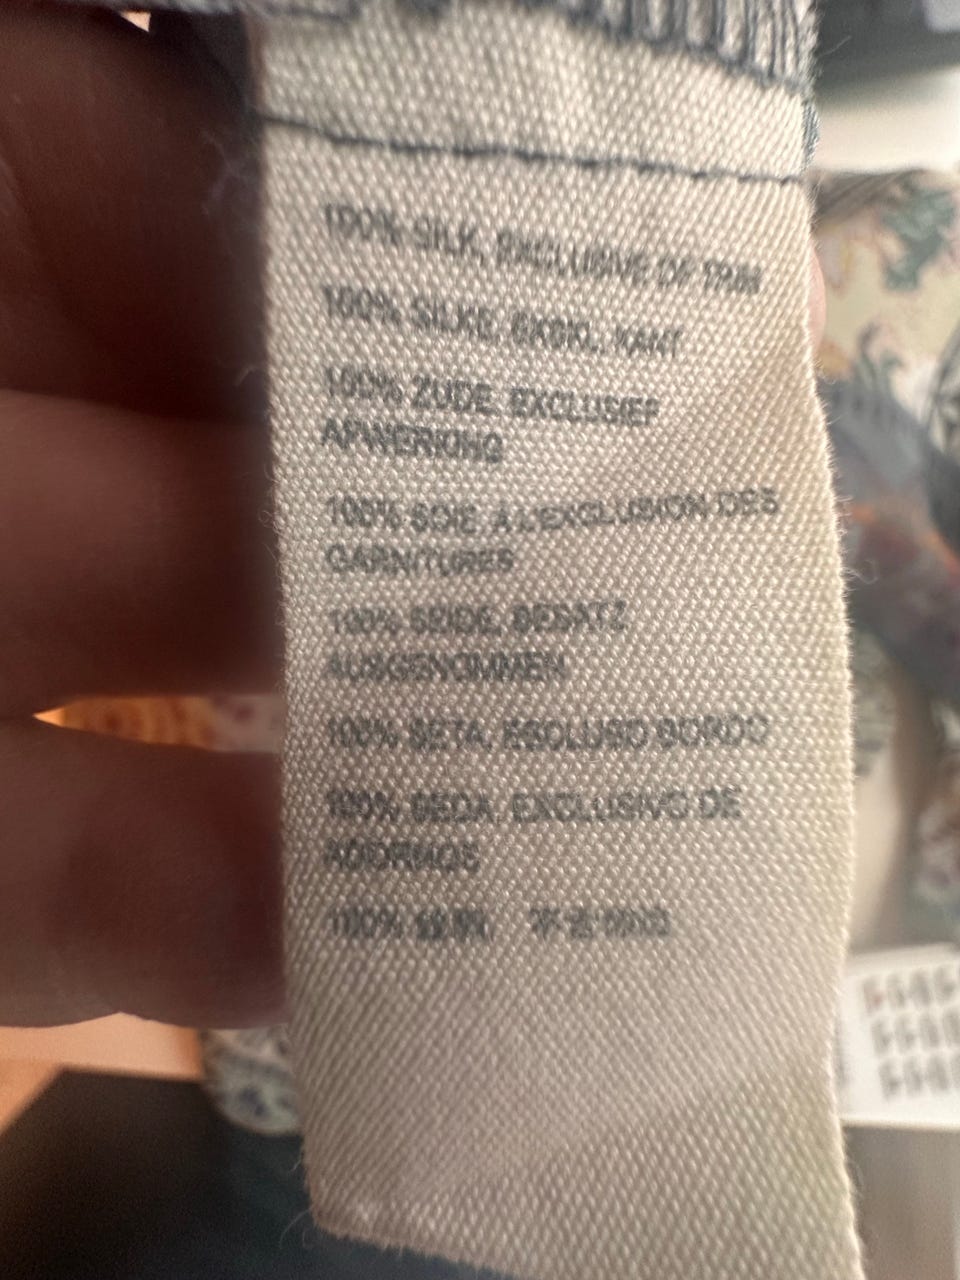 100% SILK, EXCLUSIVE OF TRIM
100% SILKE, EKSKL. KANT
100% ZIJDE, EXCLUSIEF
AFWERKING
100% SOIE, À L'EXCLUSION DES
GARNITURES
100% SEIDE, BESATZ
AUSGENOMMEN
100% SETA, ESCLUSO BORDO
100% SEDA, EXCLUSIVO DE
ADORNOS
100%